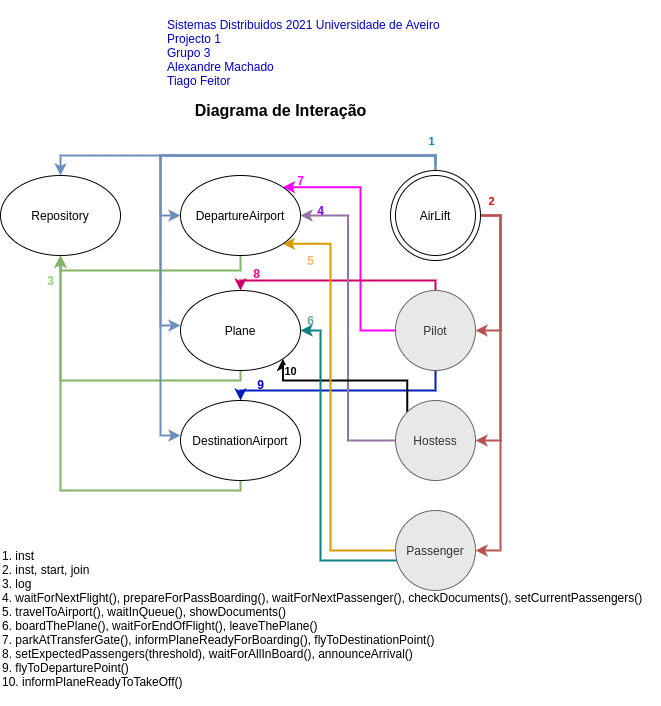 Sistemas Distribuidos 2021 Universidade de Aveiro
Projecto 1
Grupo 3
Alexandre Machado
Tiago Feitor
Diagrama de Interação
1
7
2
Repository
DepartureAirport
4
AirLift
5
3
8
6
Plane
Pilot
10
9
DestinationAirport
Hostess
Passenger
1. inst
2. inst, start, join
3. log
4. waitForNextFlight(), prepareForPassBoarding(), waitForNextPassenger(), checkDocuments(), setCurrentPassengers()
5. travelToAirport(), waitInQueue(), showDocuments()
6. boardThePlane(), waitForEndOfFlight(), leaveThePlane()
7. parkAtTransferGate(), informPlaneReadyForBoarding(), flyToDestinationPoint()
8. setExpectedPassengers(threshold), waitForAllInBoard(), announceArrival()
9. flyToDeparturePoint()
10. informPlaneReadyToTakeOff()